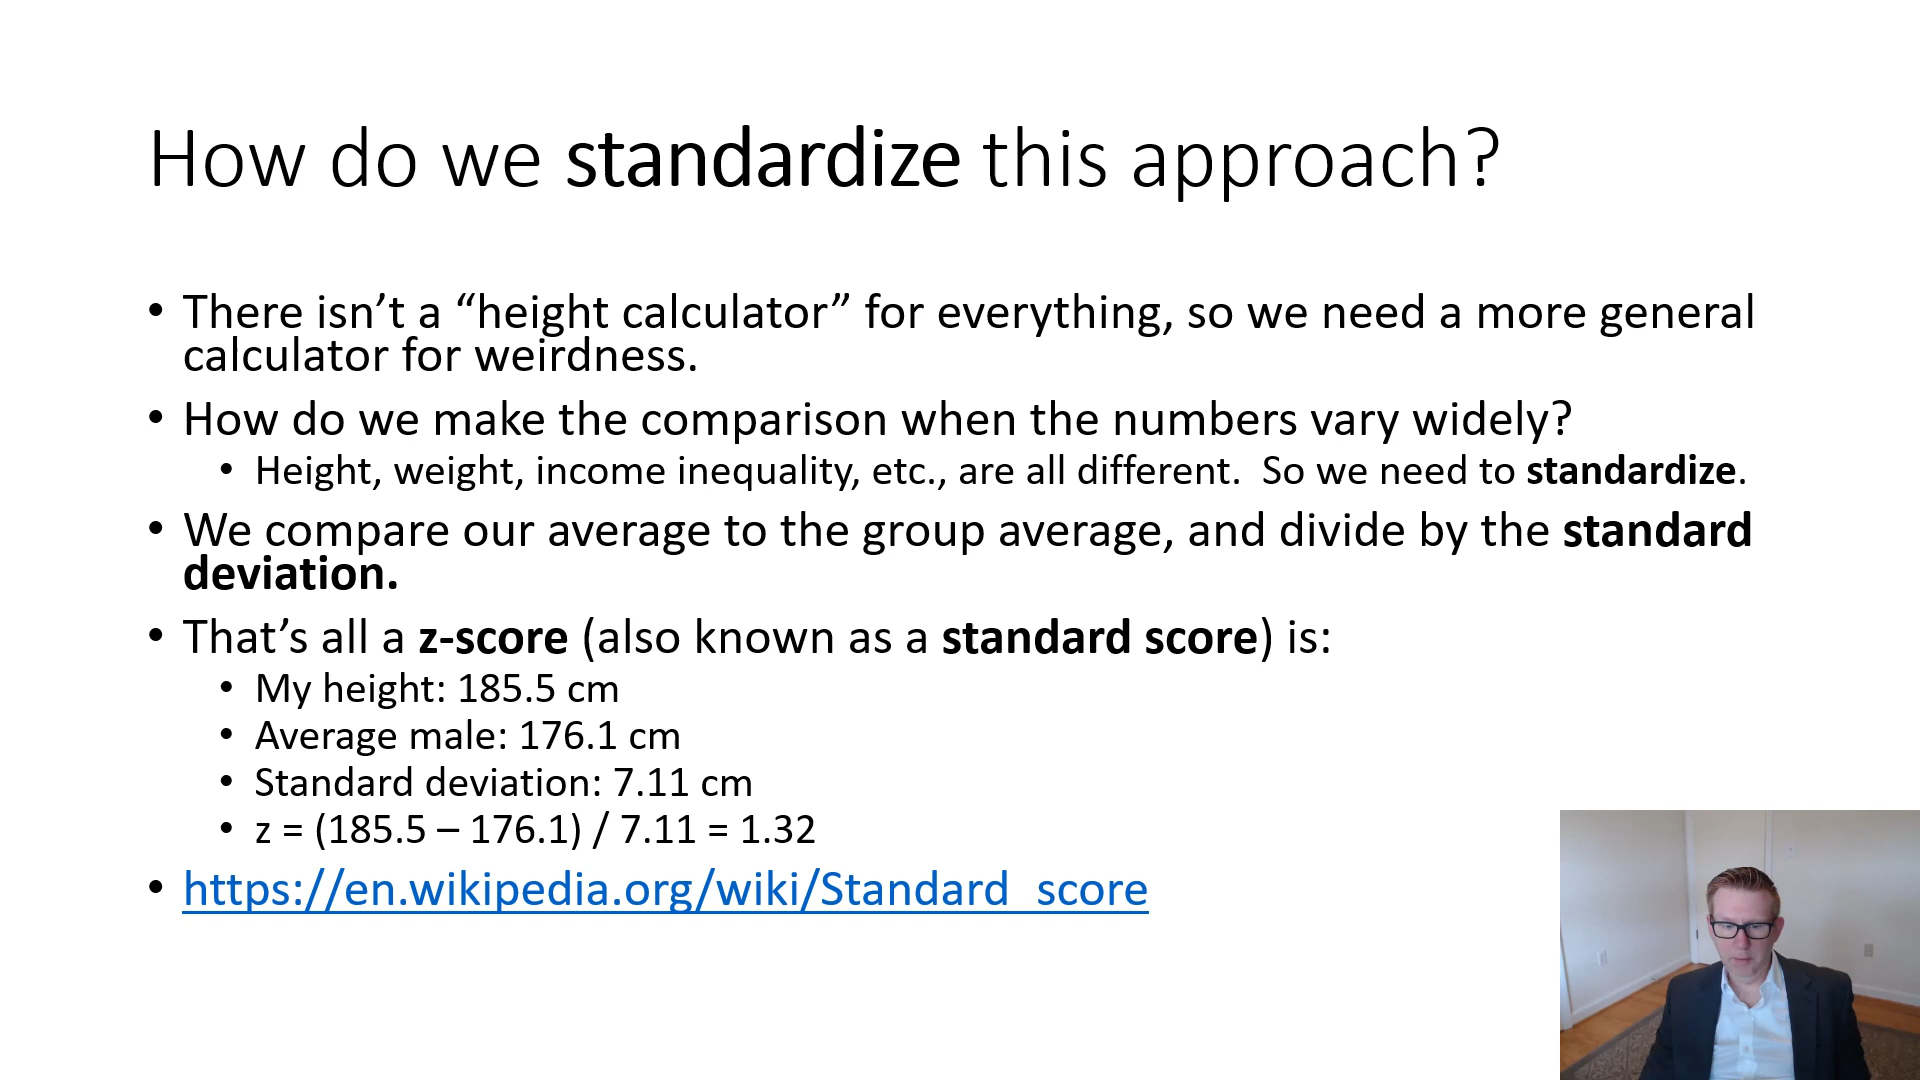 How do we standardize this approach?
• There isn’t a “height calculator” for everything, so we need a more general
calculator for weirdness.
• How do we make the comparison when the numbers vary widely?
• Height, weight, income inequality, etc., are all different.  So we need to standardize.
• We compare our average to the group average, and divide by the standard
deviation.
• That’s all a z-score (also known as a standard score) is:
• My height: 185.5 cm
• Average male: 176.1 cm
• Standard deviation: 7.11 cm
• z = (185.5 – 176.1) / 7.11 = 1.32
• https://en.wikipedia.org/wiki/Standard_score